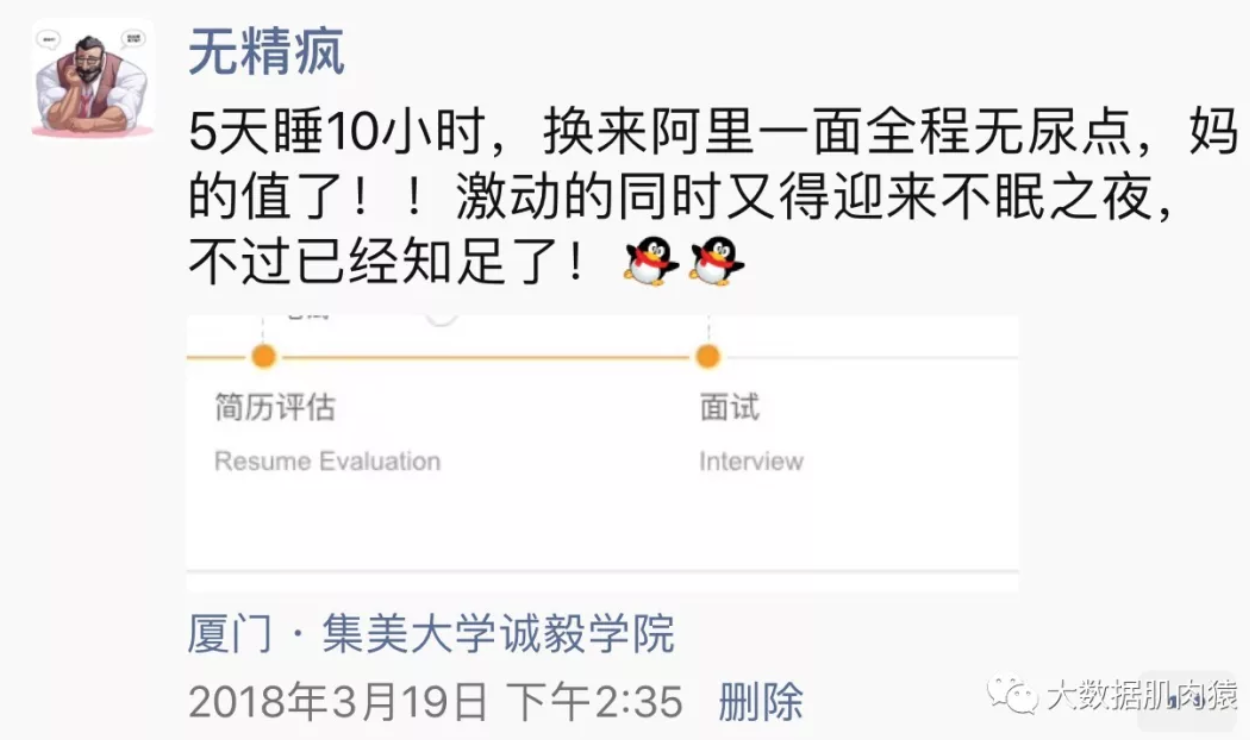 无精疯
5天睡10小时，换来阿里一面全程无尿点，妈
的值了！！激动的同时又得迎来不眠之夜，
不过已经知足了！
简历评估
面试
Resume Evaluation
Interview
厦门 · 集美大学诚毅学院
2018年3月19日 下午2:35 删除
大数据肌肉猿